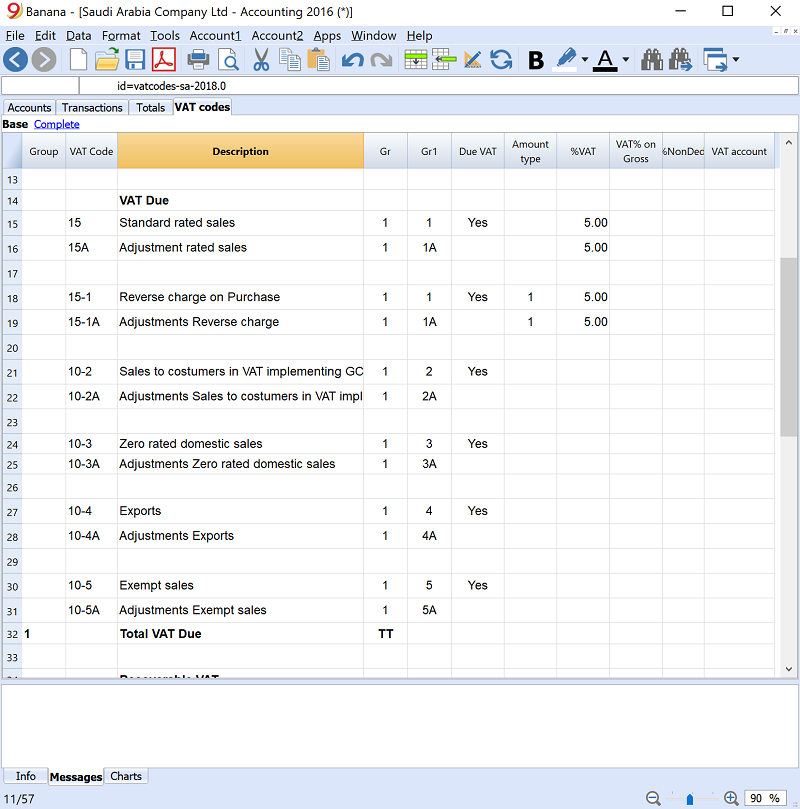 Banana - [Saudi Arabia Company Ltd - Accounting 2016 (*)]
File Edit Data Format Tools Account1 Account2 Apps Window Help
B A
id=vatcodes-sa-2018.0
Accounts Transactions Totals VAT codes
Base Complete
Group VAT Code Description Gr Gr1 Due VAT Amount type %VAT VAT% on Gross %NonDed VAT account
13
14 VAT Due
15 15 Standard rated sales 1 1 Yes 5.00
16 15A Adjustment rated sales 1 1A 5.00
17
18 15-1 Reverse charge on Purchase 1 1 Yes 1 5.00
19 15-1A Adjustments Reverse charge 1 1A 1 5.00
20
21 10-2 Sales to costumers in VAT implementing GC 1 2 Yes
22 10-2A Adjustments Sales to costumers in VAT impl 1 2A
23
24 10-3 Zero rated domestic sales 1 3 Yes
25 10-3A Adjustments Zero rated domestic sales 1 3A
26
27 10-4 Exports 1 4 Yes
28 10-4A Adjustments Exports 1 4A
29
30 10-5 Exempt sales 1 5 Yes
31 10-5A Adjustments Exempt sales 1 5A
32 1 Total VAT Due TT
33
Info Messages Charts
11/57 90 %